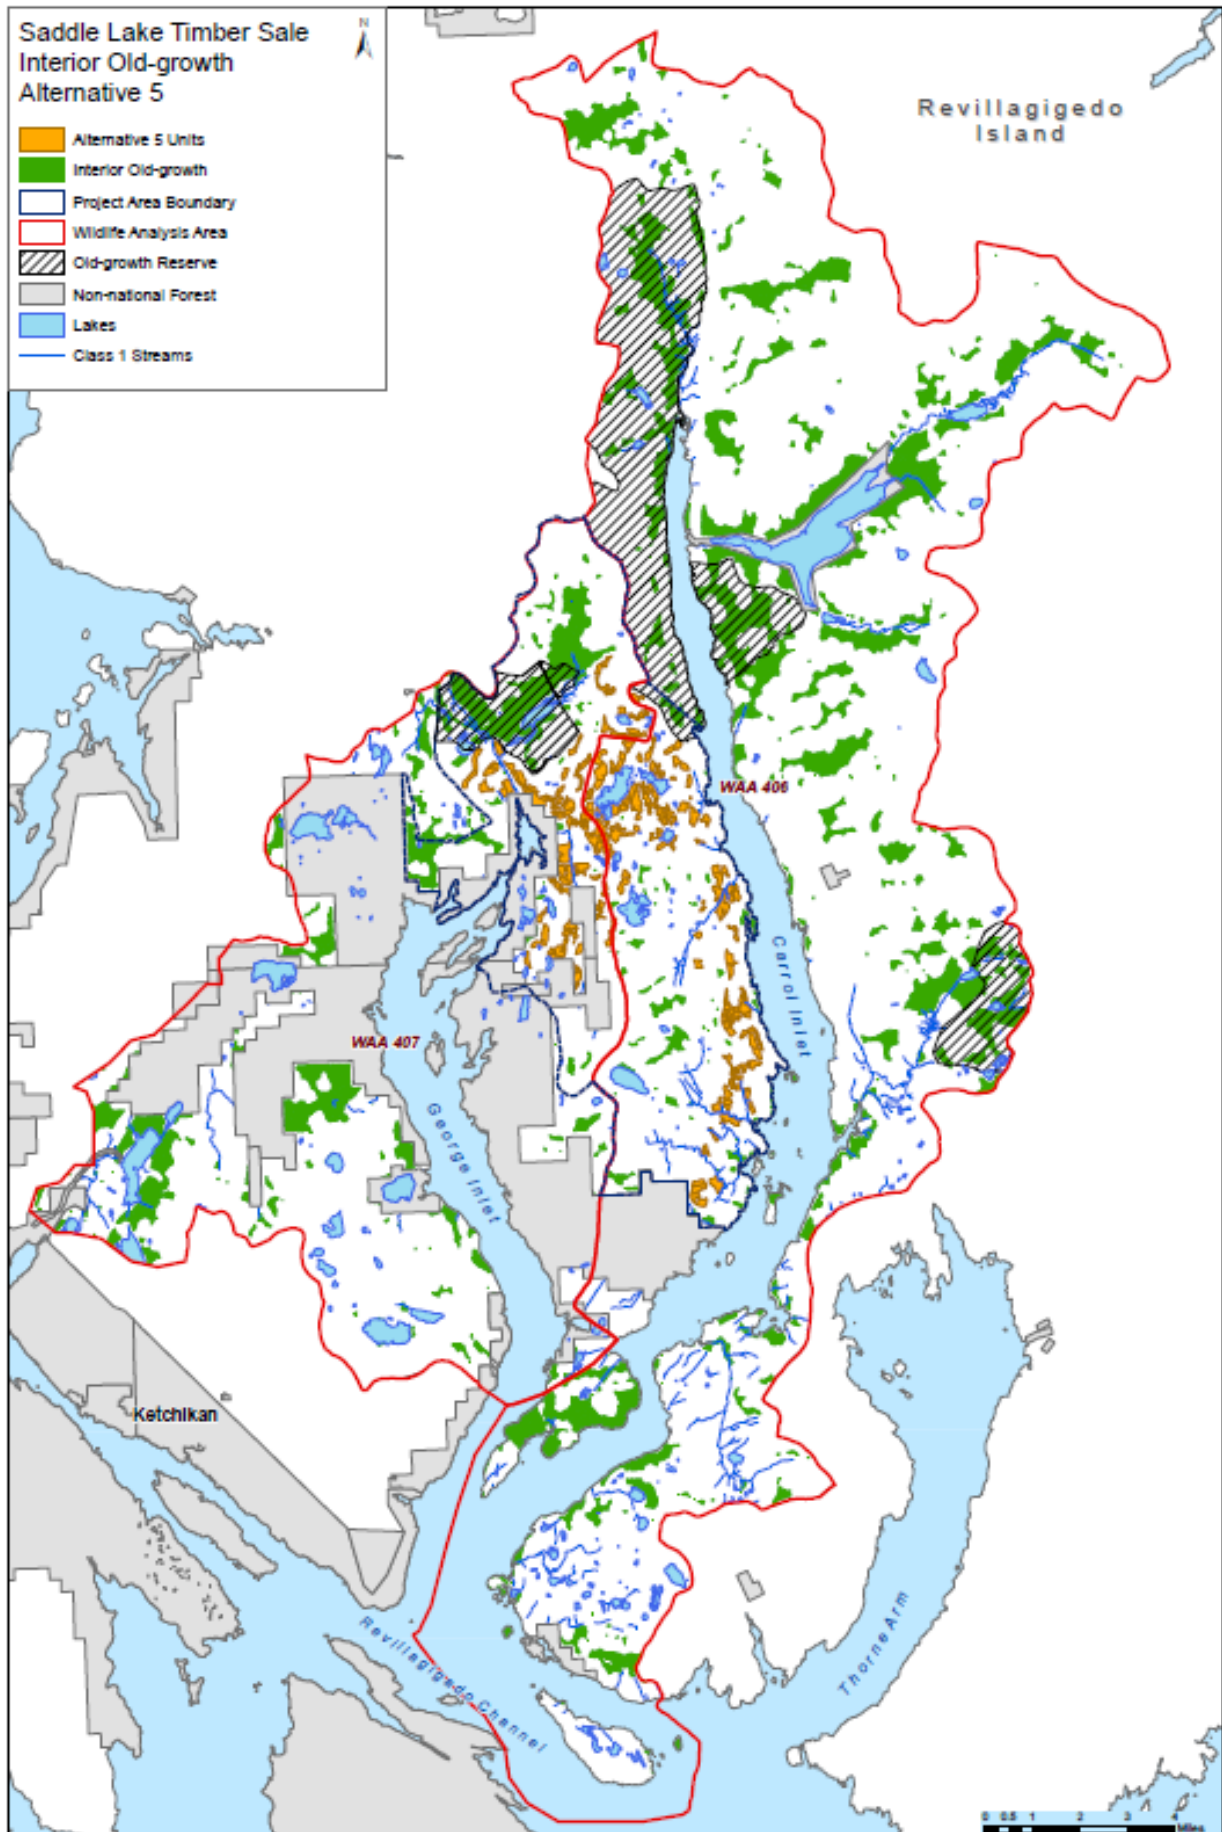 Saddle Lake Timber Sale
Interior Old-growth
Alternative 5
N
Alternative 5 Units
Interior Old-growth
Project Area Boundary
Wildlife Analysis Area
Old-growth Reserve
Non-national Forest
Lakes
Class 1 Streams
Revillagigedo
Island
WAA 406
Carrol Inlet
WAA 407
George Inlet
Ketchikan
Revillagigedo Channel
Thorne Arm
0 0.5 1 2 3 4
Miles